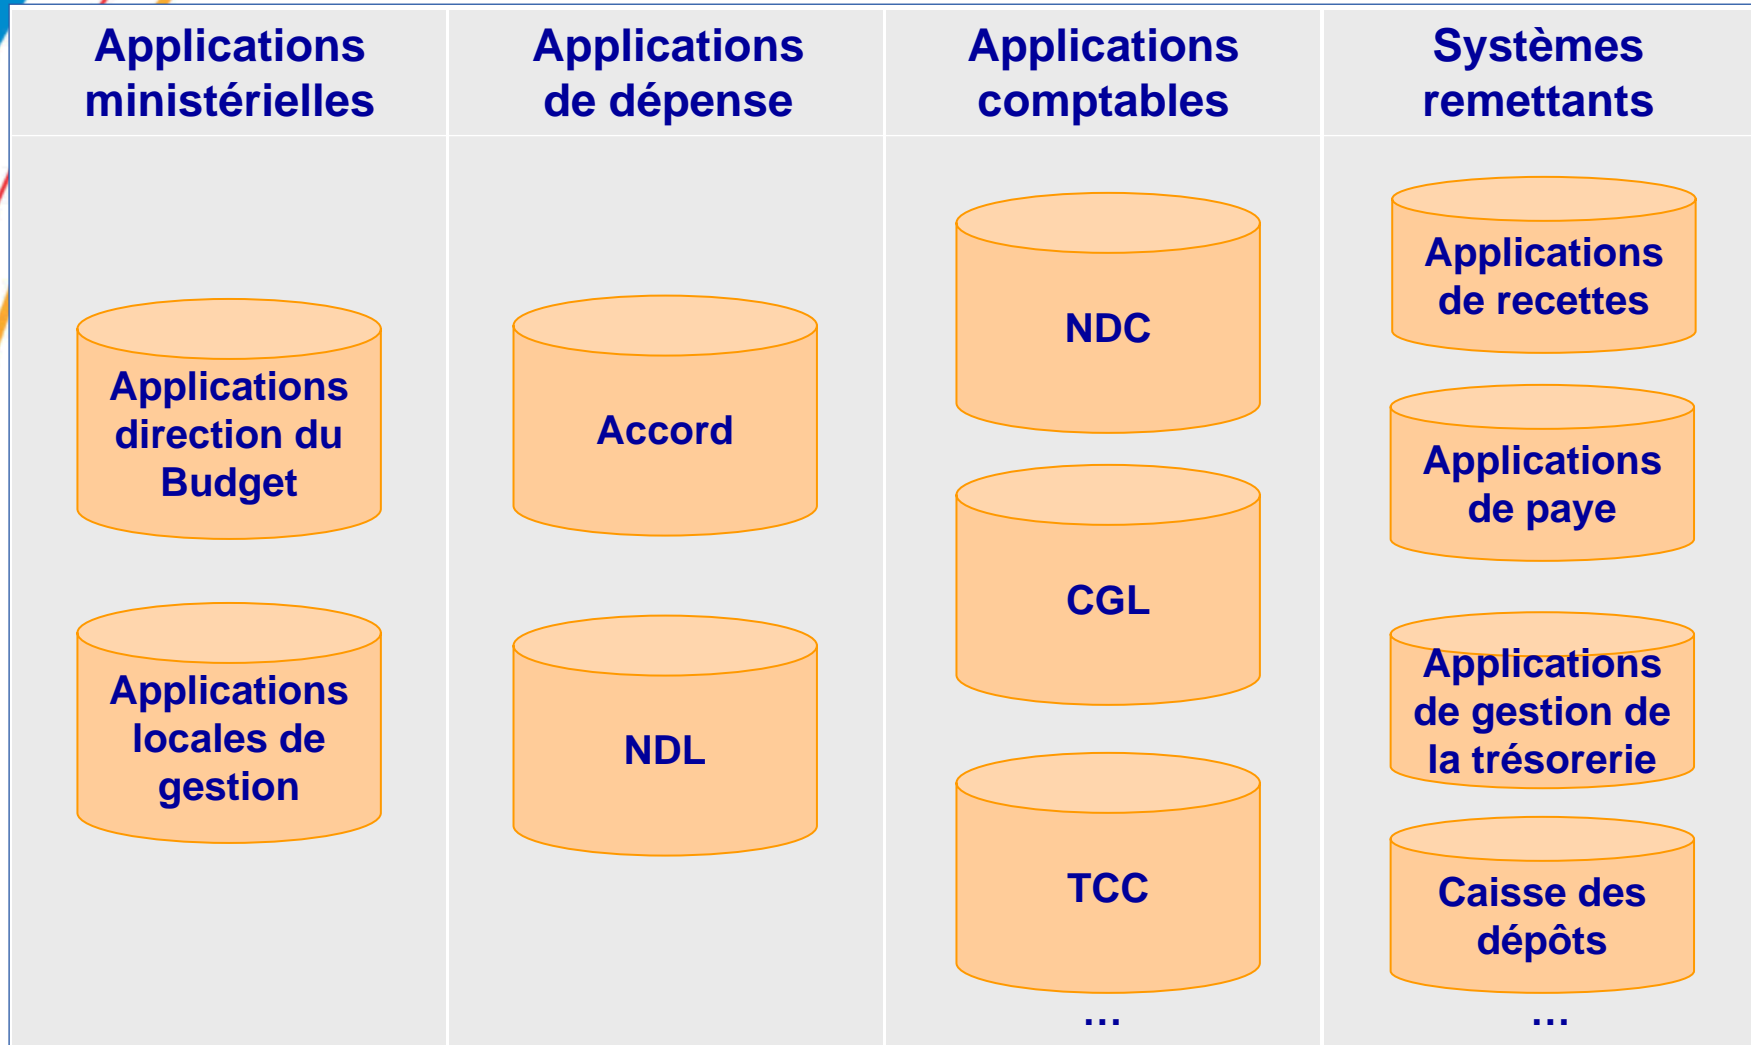 Applications
ministérielles
Applications
de dépense
Applications
comptables
Systèmes
remettants
Applications
direction du
Budget
Applications
locales de
gestion
Accord
NDL
NDC
CGL
TCC
…
Applications
de recettes
Applications
de paye
Applications
de gestion de
la trésorerie
Caisse des
dépôts
…